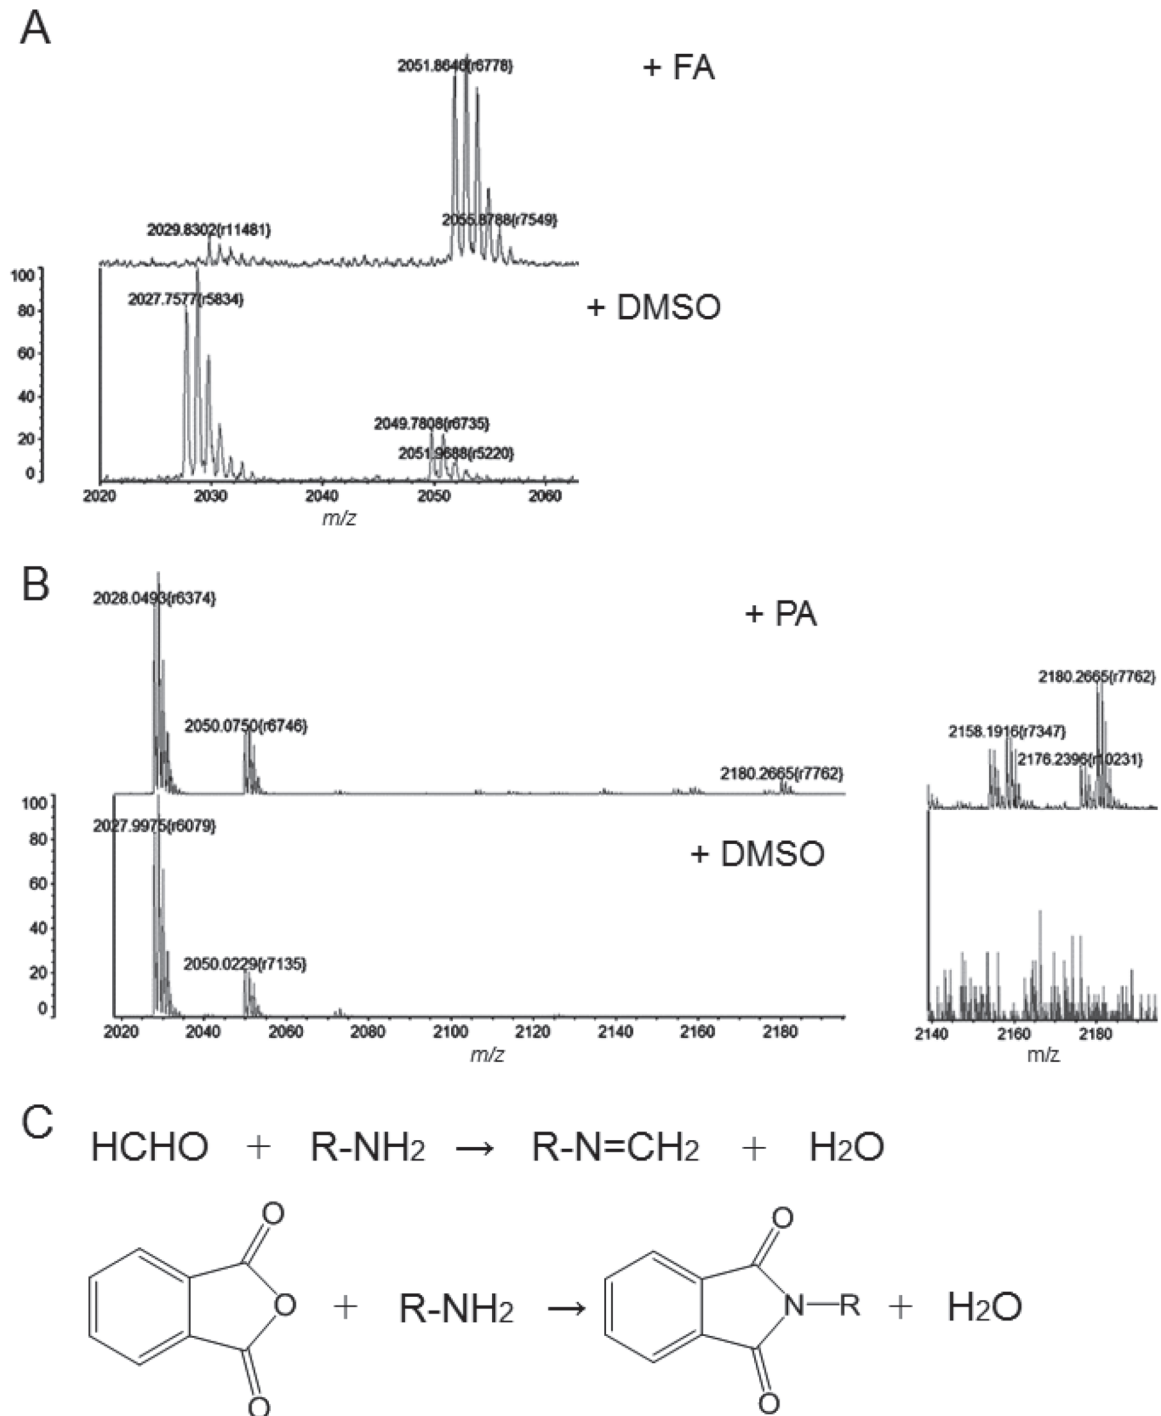 A
+ FA
2051.8646{r6778}
2055.8788{r7549}
2029.8302{r11481}
+ DMSO
2027.7577{r5834}
2049.7808{r6735}
2051.9688{r5220}
100
80
60
40
20
0
2020 2030 2040 2050 2060
m/z
B
+ PA
2028.0493{r6374}
2050.0750{r6746}
2180.2665{r7762}
2180.2665{r7762}
2158.1916{r7347}
2176.2396{r10231}
+ DMSO
2027.9975{r6079}
2050.0229{r7135}
100
80
60
40
20
0
2020 2040 2060 2080 2100 2120 2140 2160 2180
m/z
2140 2160 2180
m/z
C
HCHO + R-NH2 → R-N=CH2 + H2O
O O
O + R-NH2 → N—R + H2O
O O